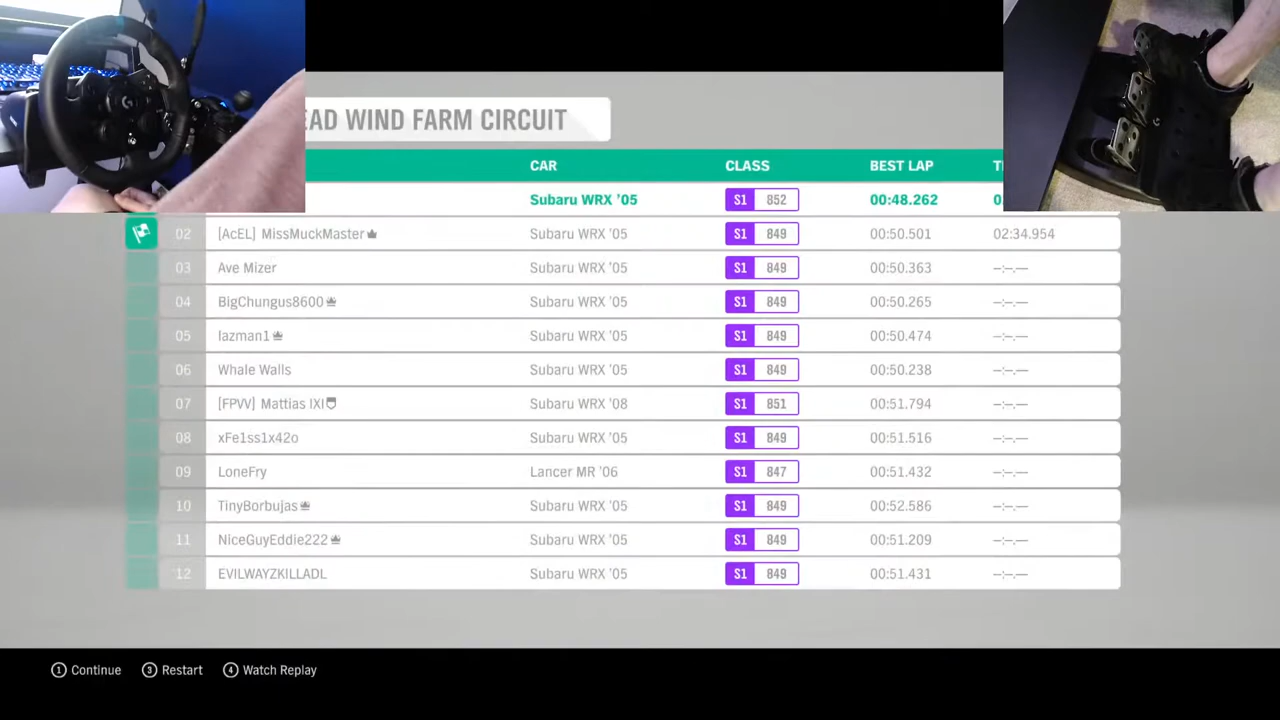 EAD WIND FARM CIRCUIT
CAR CLASS BEST LAP
Subaru WRX '05 S1 852 00:48.262
02 [AcEL] MissMuckMaster Subaru WRX '05 S1 849 00:50.501 02:34.954
03 Ave Mizer Subaru WRX '05 S1 849 00:50.363 --:--.---
04 BigChungus8600 Subaru WRX '05 S1 849 00:50.265 --:--.---
05 lazman1 Subaru WRX '05 S1 849 00:50.474 --:--.---
06 Whale Walls Subaru WRX '05 S1 849 00:50.238 --:--.---
07 [FPVV] Mattias IXI Subaru WRX '08 S1 851 00:51.794 --:--.---
08 xFe1ss1x42o Subaru WRX '05 S1 849 00:51.516 --:--.---
09 LoneFry Lancer MR '06 S1 847 00:51.432 --:--.---
10 TinyBorbujas Subaru WRX '05 S1 849 00:52.586 --:--.---
11 NiceGuyEddie222 Subaru WRX '05 S1 849 00:51.209 --:--.---
12 EVILWAYZKILLADL Subaru WRX '05 S1 849 00:51.431 --:--.---
1 Continue 3 Restart 4 Watch Replay